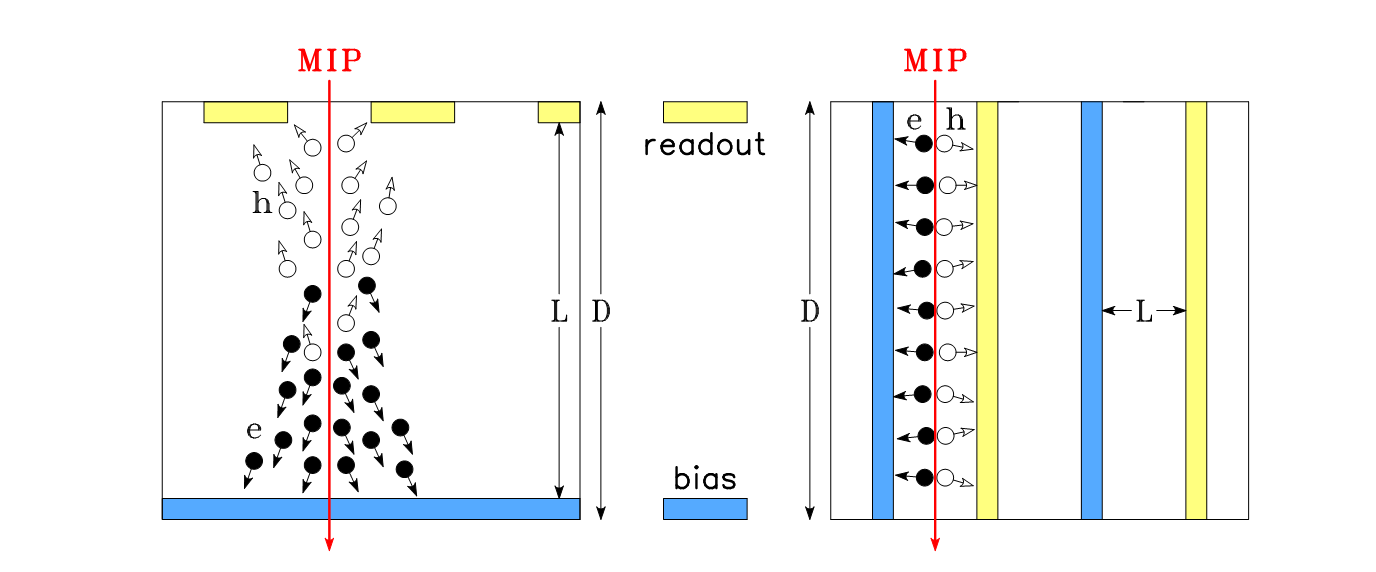 MIP
MIP
e h
readout
h
L D
D
L
e
bias